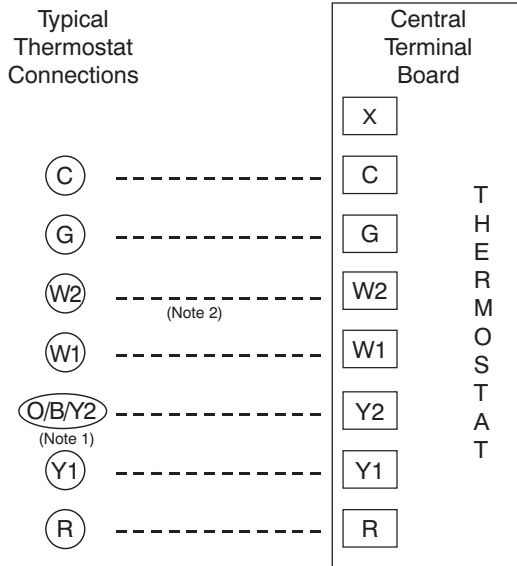 Typical
Thermostat
Connections
Central
Terminal
Board
X
C
C
G
G
W2
W2
(Note 2)
W1
W1
O/B/Y2
Y2
(Note 1)
Y1
Y1
R
R
THERMOSTAT